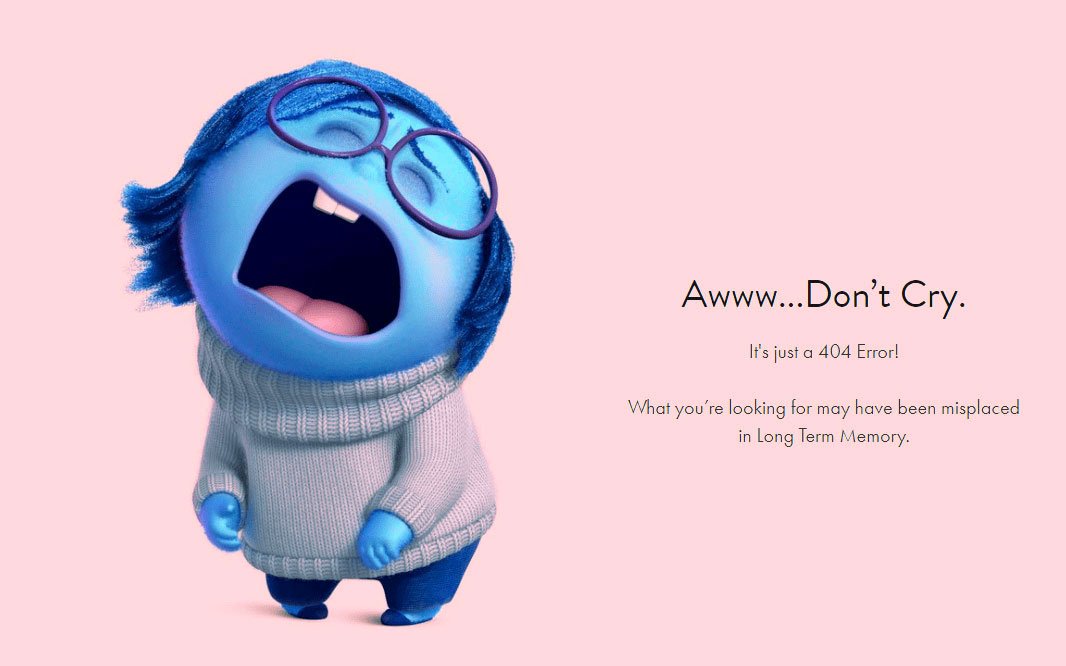 Awww...Don’t Cry.
It's just a 404 Error!
What you’re looking for may have been misplaced
in Long Term Memory.